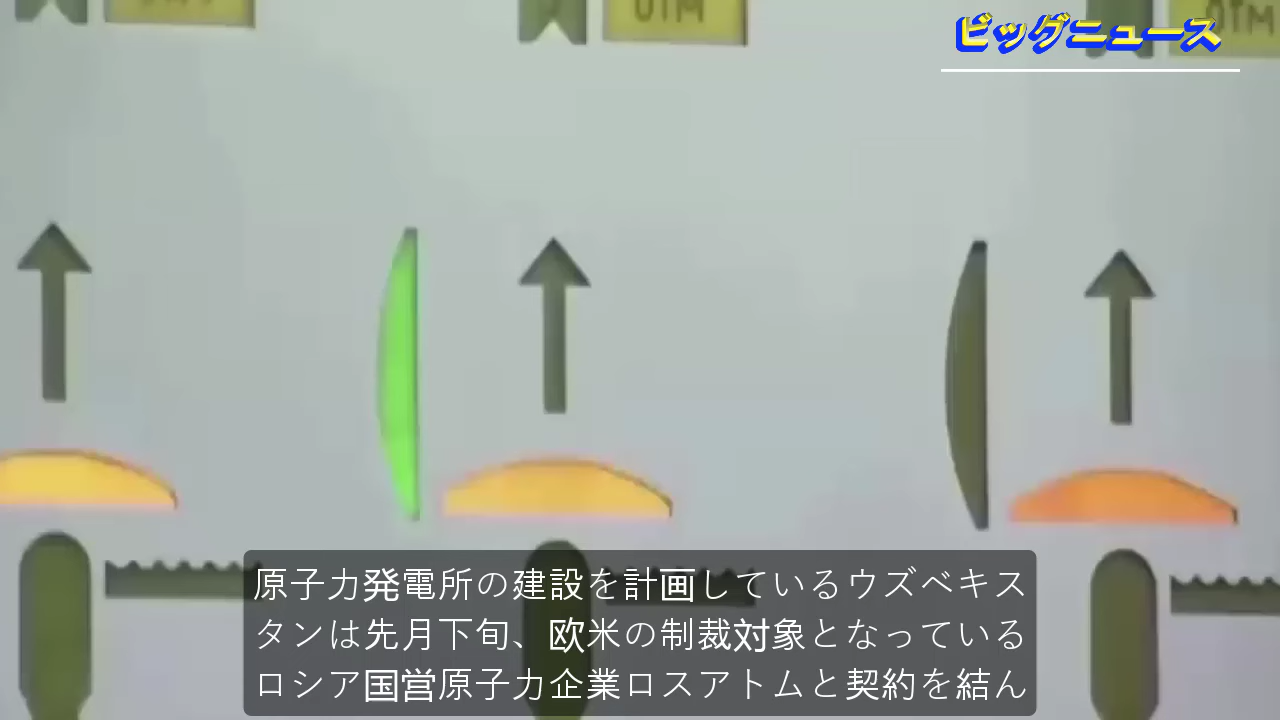 OTM
ビッグニュース
OTM
原子力発電所の建設を計画しているウズベキス
タンは先月下旬、欧米の制裁対象となっている
ロシア国営原子力企業ロスアトムと契約を結ん